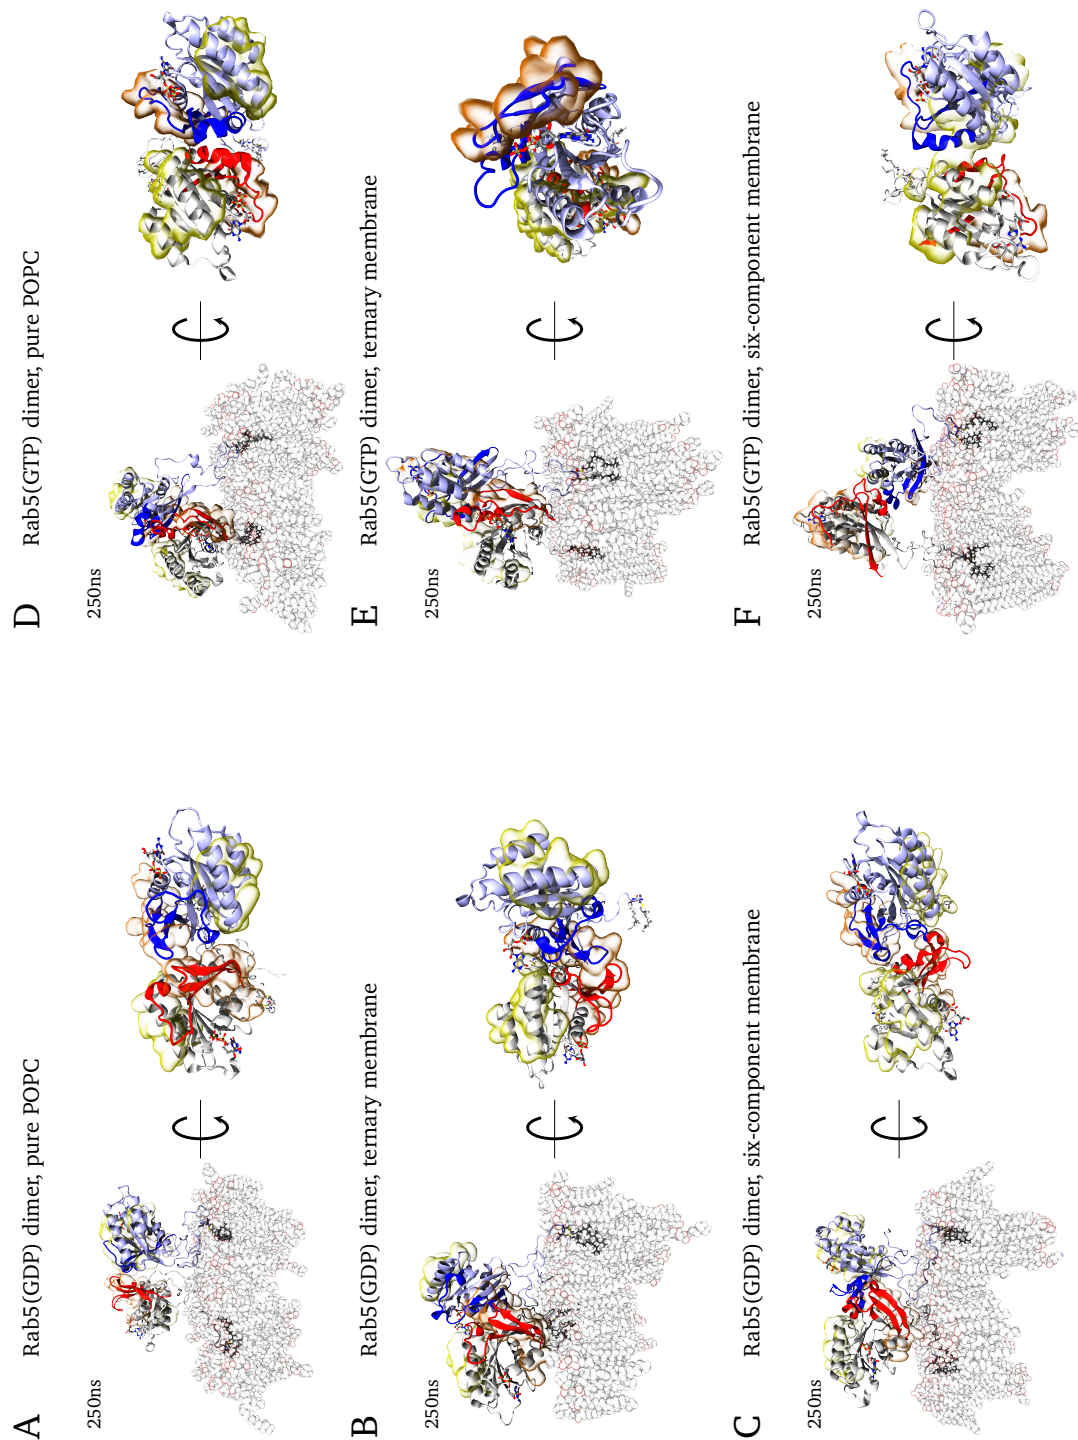 A
Rab5(GDP) dimer, pure POPC
250ns
B
Rab5(GDP) dimer, ternary membrane
250ns
C
Rab5(GDP) dimer, six-component membrane
250ns
D
Rab5(GTP) dimer, pure POPC
250ns
E
Rab5(GTP) dimer, ternary membrane
250ns
F
Rab5(GTP) dimer, six-component membrane
250ns